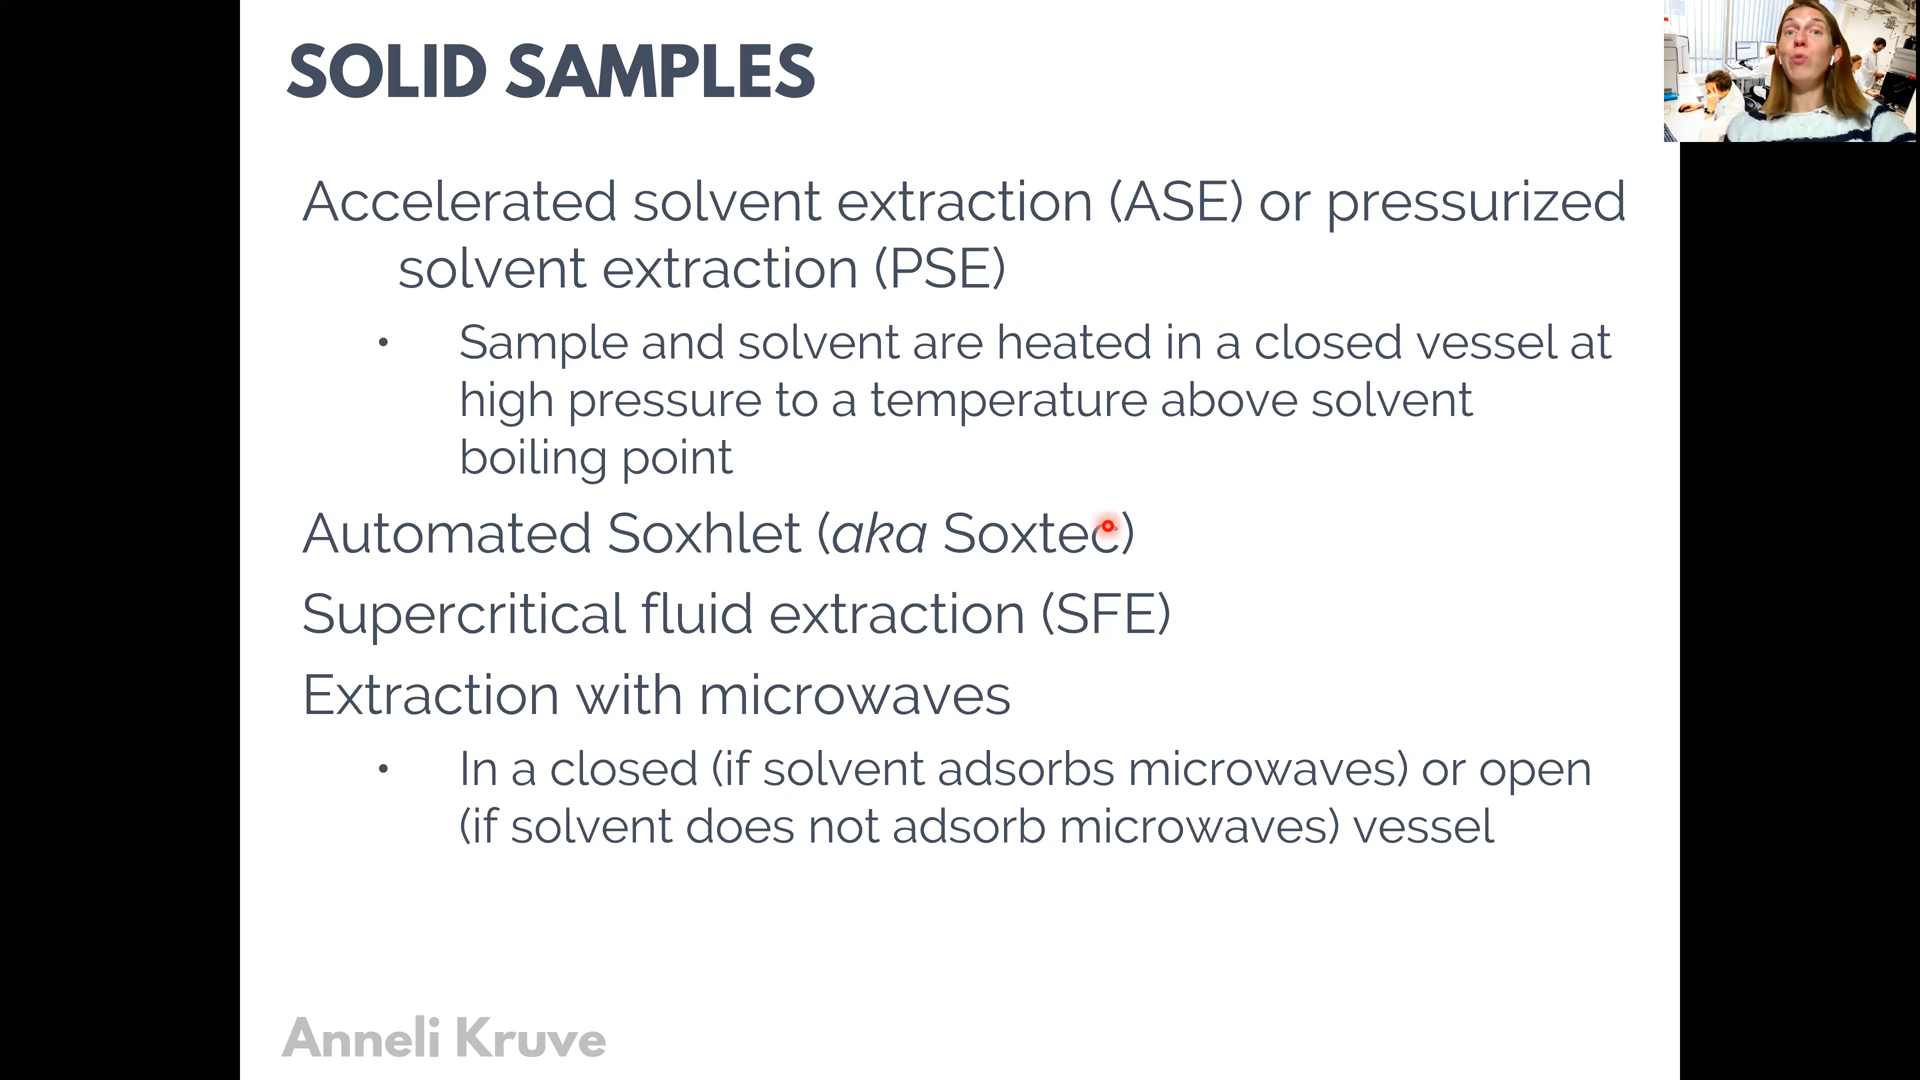 SOLID SAMPLES
Accelerated solvent extraction (ASE) or pressurized
solvent extraction (PSE)
• Sample and solvent are heated in a closed vessel at
high pressure to a temperature above solvent
boiling point
Automated Soxhlet (aka Soxtec)
Supercritical fluid extraction (SFE)
Extraction with microwaves
• In a closed (if solvent adsorbs microwaves) or open
(if solvent does not adsorb microwaves) vessel
Anneli Kruve